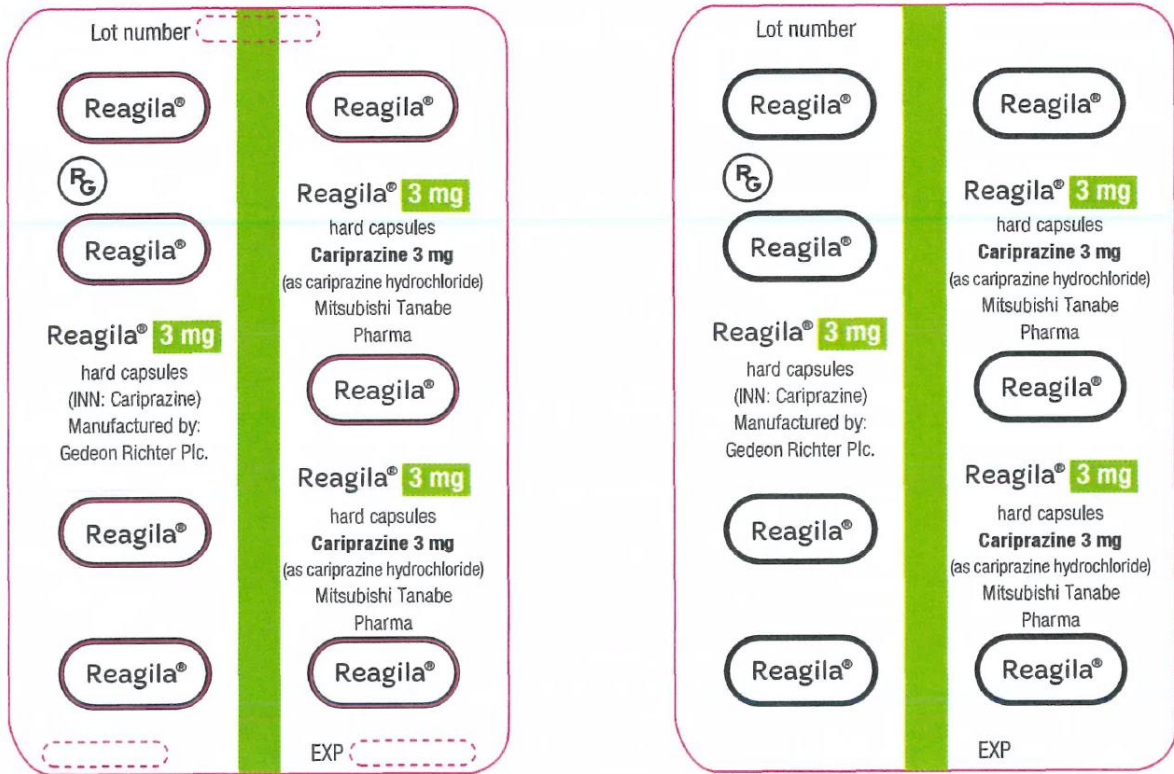 Lot number
Reagila®
RG
Reagila®
Reagila® 3 mg
hard capsules
(INN: Cariprazine)
Manufactured by:
Gedeon Richter Plc.
Reagila®
Reagila®
Reagila®
Reagila® 3 mg
hard capsules
Cariprazine 3 mg
(as cariprazine hydrochloride)
Mitsubishi Tanabe
Pharma
Reagila®
Reagila® 3 mg
hard capsules
Cariprazine 3 mg
(as cariprazine hydrochloride)
Mitsubishi Tanabe
Pharma
Reagila®
EXP
Lot number
Reagila®
RG
Reagila®
Reagila® 3 mg
hard capsules
(INN: Cariprazine)
Manufactured by:
Gedeon Richter Plc.
Reagila®
Reagila®
Reagila®
Reagila® 3 mg
hard capsules
Cariprazine 3 mg
(as cariprazine hydrochloride)
Mitsubishi Tanabe
Pharma
Reagila®
Reagila® 3 mg
hard capsules
Cariprazine 3 mg
(as cariprazine hydrochloride)
Mitsubishi Tanabe
Pharma
Reagila®
EXP